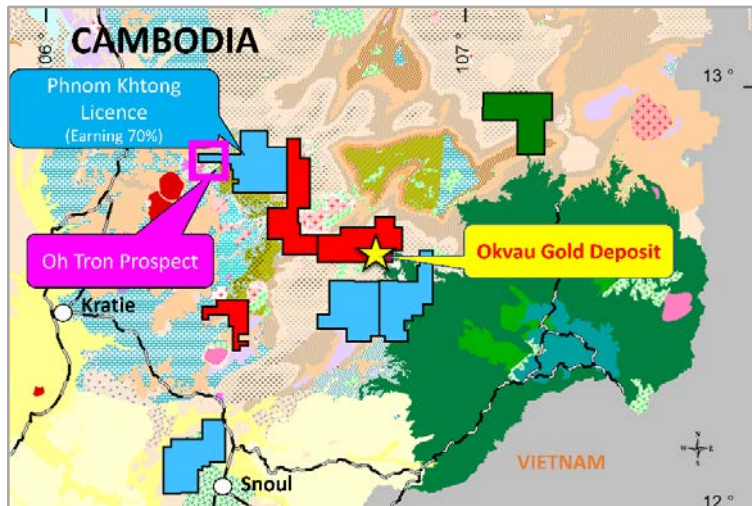 106 °
107
CAMBODIA
13 °
Phnom Khtong
Licence
(Earning 70%)
Oh Tron Prospect
Okvau Gold Deposit
Kratie
VIETNAM
N
W E
S
Snoul
12 °